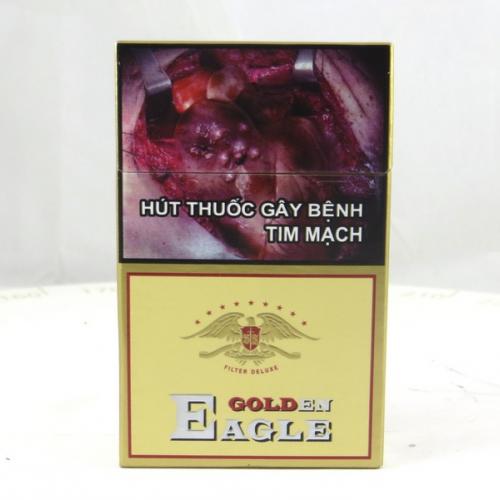 HÚT THUỐC GÂY BỆNH
TIM MẠCH
FILTER DELUXE
GOLDEN
EAGLE